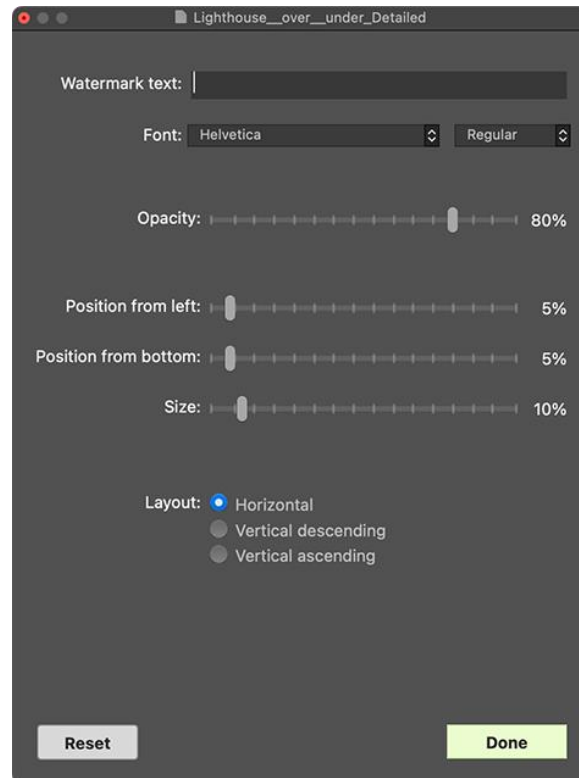 Lighthouse__over__under_Detailed
Watermark text:
Font: Helvetica Regular
Opacity: 80%
Position from left: 5%
Position from bottom: 5%
Size: 10%
Layout: Horizontal
Vertical descending
Vertical ascending
Reset Done